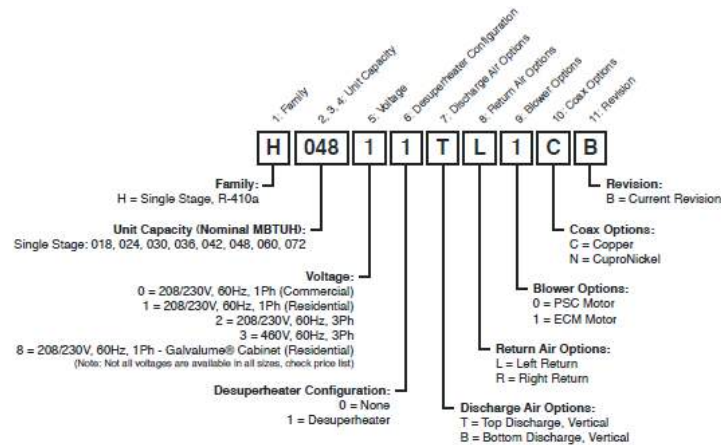 1: Family
2, 3, 4: Unit Capacity
5: Voltage
6: Desuperheater Configuration
7: Discharge Air Options
8: Return Air Options
9: Blower Options
10: Coax Options
11: Revision
H 048 1 1 T L 1 C B
Family:
H = Single Stage, R-410a
Unit Capacity (Nominal MBTUH):
Single Stage: 018, 024, 030, 036, 042, 048, 060, 072
Voltage:
0 = 208/230V, 60Hz, 1Ph (Commercial)
1 = 208/230V, 60Hz, 1Ph (Residential)
2 = 208/230V, 60Hz, 3Ph
3 = 460V, 60Hz, 3Ph
8 = 208/230V, 60Hz, 1Ph - Galvalume® Cabinet (Residential)
(Note: Not all voltages are available in all sizes, check price list)
Desuperheater Configuration:
0 = None
1 = Desuperheater
Revision:
B = Current Revision
Coax Options:
C = Copper
N = CuproNickel
Blower Options:
0 = PSC Motor
1 = ECM Motor
Return Air Options:
L = Left Return
R = Right Return
Discharge Air Options:
T = Top Discharge, Vertical
B = Bottom Discharge, Vertical